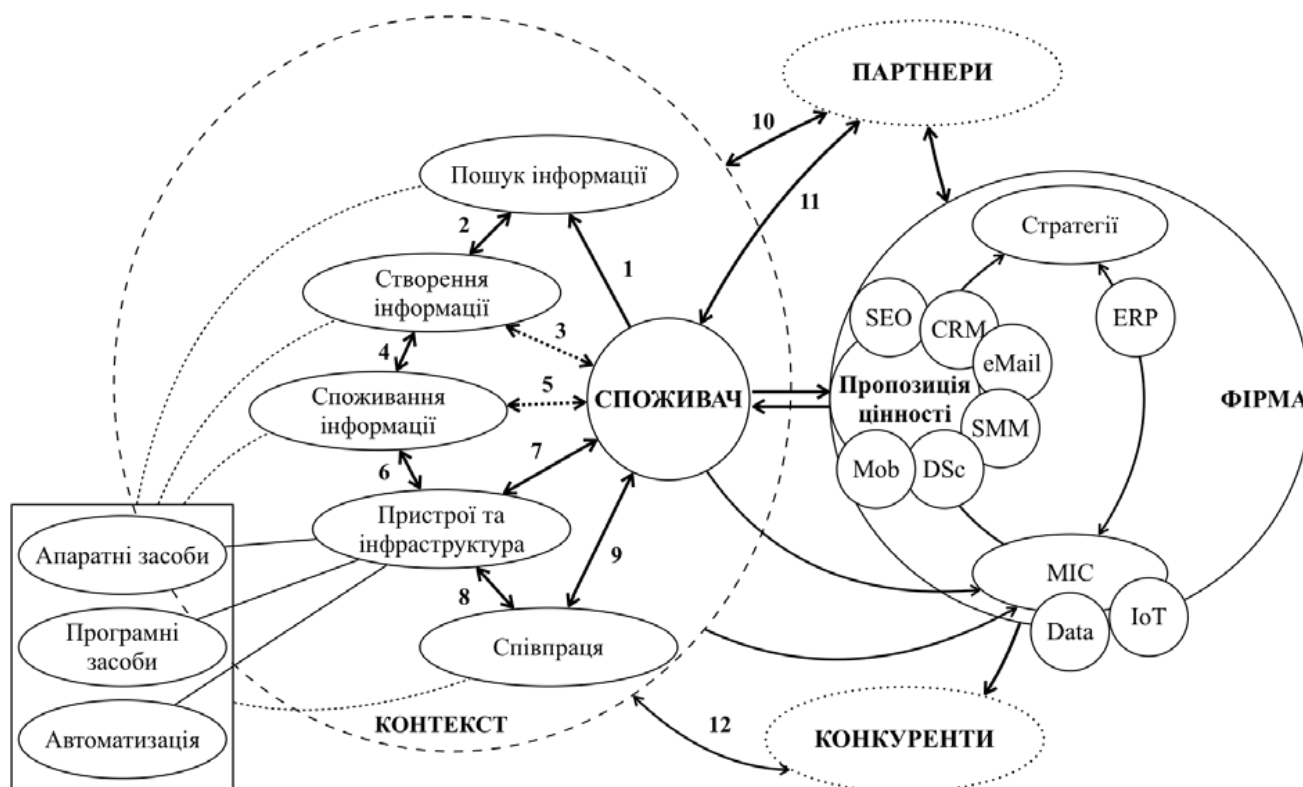 ПАРТНЕРИ
10
Пошук інформації
11
2
Стратегії
1
Створення
інформації
SEO
CRM
ERP
3
4
eMail
5
Споживання
інформації
СПОЖИВАЧ
Пропозиція
цінності
ФІРМА
SMM
7
6
Mob
DSc
Пристрої та
інфраструктура
Апаратні засоби
9
8
МІС
Data
IoT
Програмні
засоби
Співпраця
КОНТЕКСТ
12
Автоматизація
КОНКУРЕНТИ